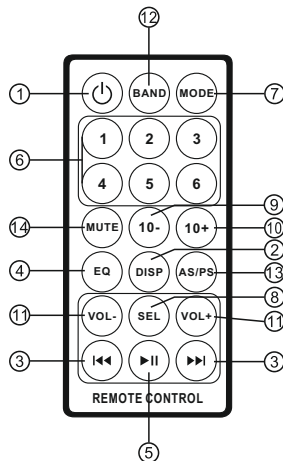 ⑫
① BAND MODE ⑦
1 2 3
⑥
4 5 6
⑨
⑭ MUTE 10- 10+ ⑩
②
④ EQ DISP AS/PS ⑬
⑧
⑪ VOL- SEL VOL+ ⑪
③ ③
REMOTE CONTROL
⑤